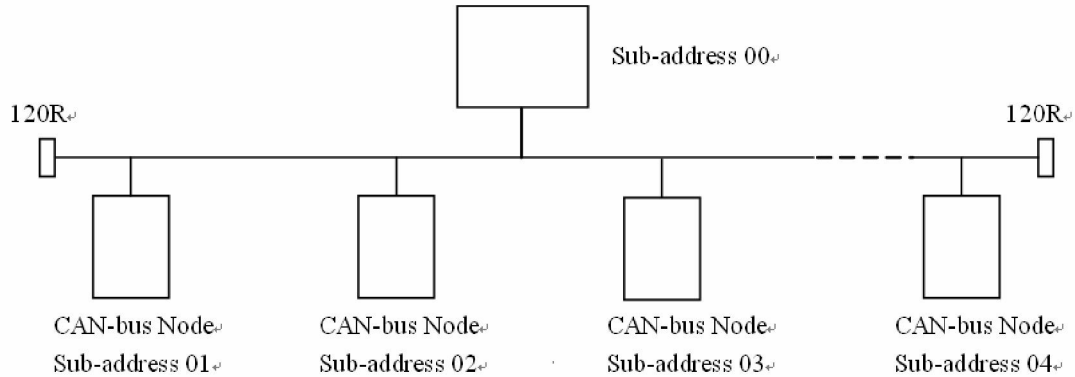 Sub-address 00
120R
120R
CAN-bus Node
CAN-bus Node
CAN-bus Node
CAN-bus Node
Sub-address 01
Sub-address 02
Sub-address 03
Sub-address 04